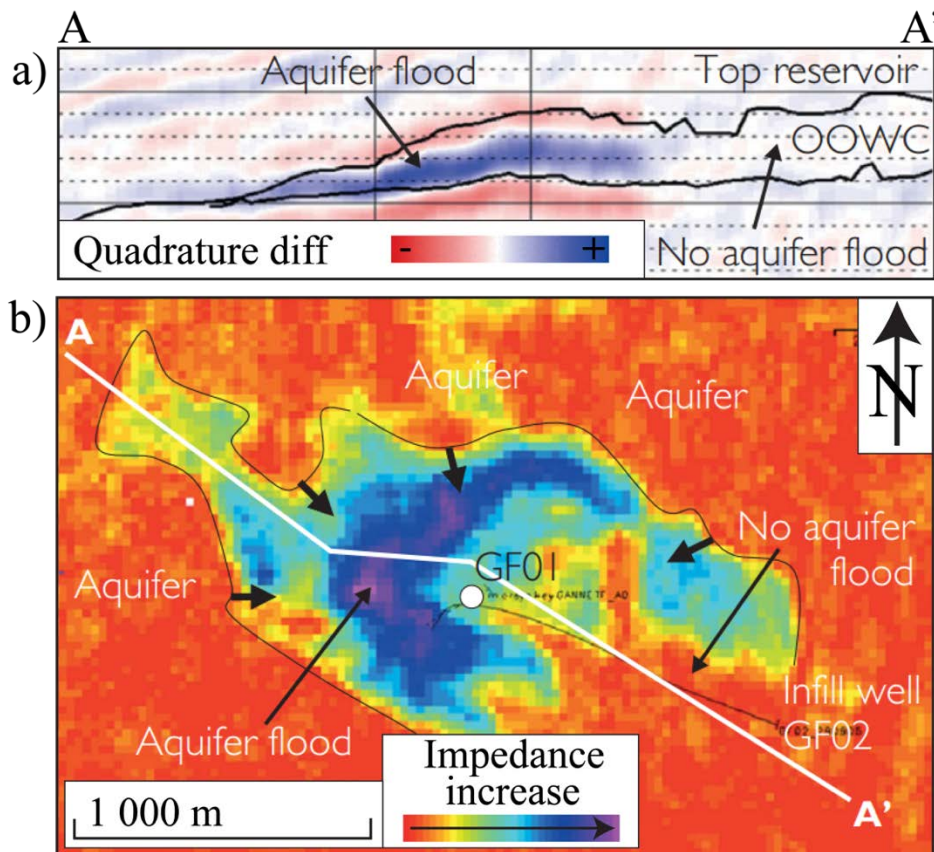 A A'
a) Aquifer flood Top reservoir
OOWC
Quadrature diff - + No aquifer flood
b) A Aquifer N
Aquifer
No aquifer
flood
GF01
Aquifer
Infill well
GF02
Aquifer flood
Impedance
increase
1 000 m
A'